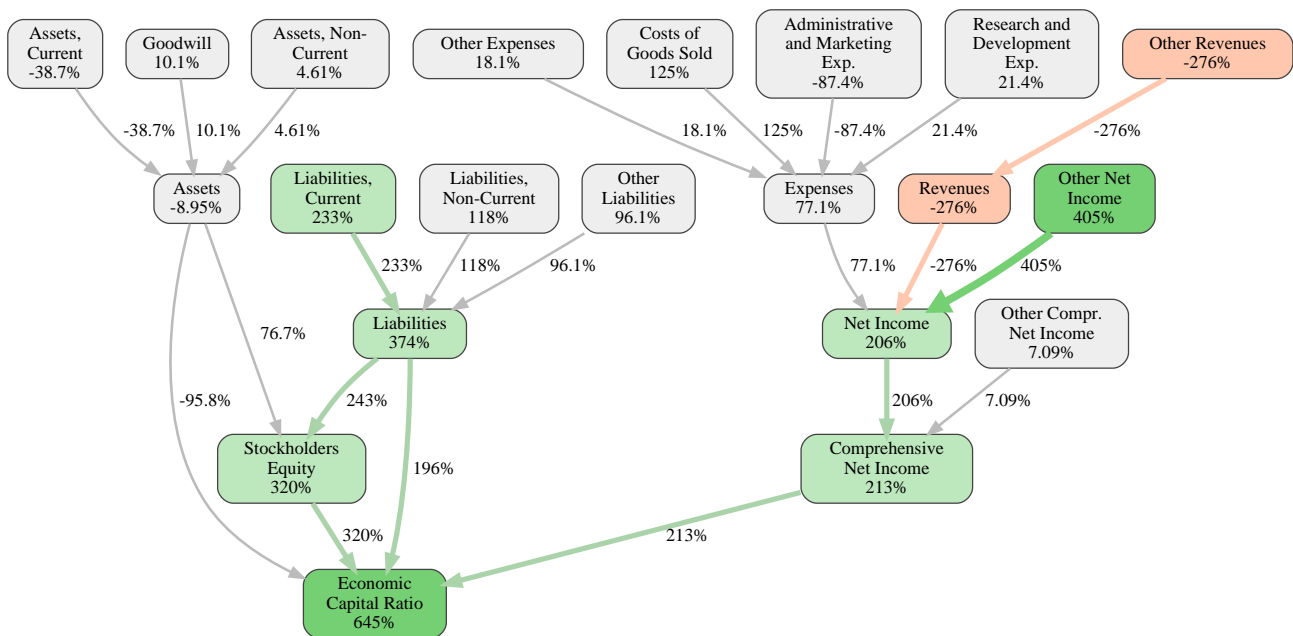 Assets,
Current
-38.7%
Goodwill
10.1%
Assets, Non-
Current
4.61%
Other Expenses
18.1%
Costs of
Goods Sold
125%
Administrative
and Marketing
Exp.
-87.4%
Research and
Development
Exp.
21.4%
Other Revenues
-276%
-38.7%
10.1%
4.61%
18.1%
125%
-87.4%
21.4%
-276%
Assets
-8.95%
Liabilities,
Current
233%
Liabilities,
Non-Current
118%
Other
Liabilities
96.1%
Expenses
77.1%
Revenues
-276%
Other Net
Income
405%
233%
118%
96.1%
77.1%
-276%
405%
Liabilities
374%
Net Income
206%
Other Compr.
Net Income
7.09%
76.7%
-95.8%
243%
206%
7.09%
Stockholders
Equity
320%
196%
Comprehensive
Net Income
213%
320%
213%
Economic
Capital Ratio
645%